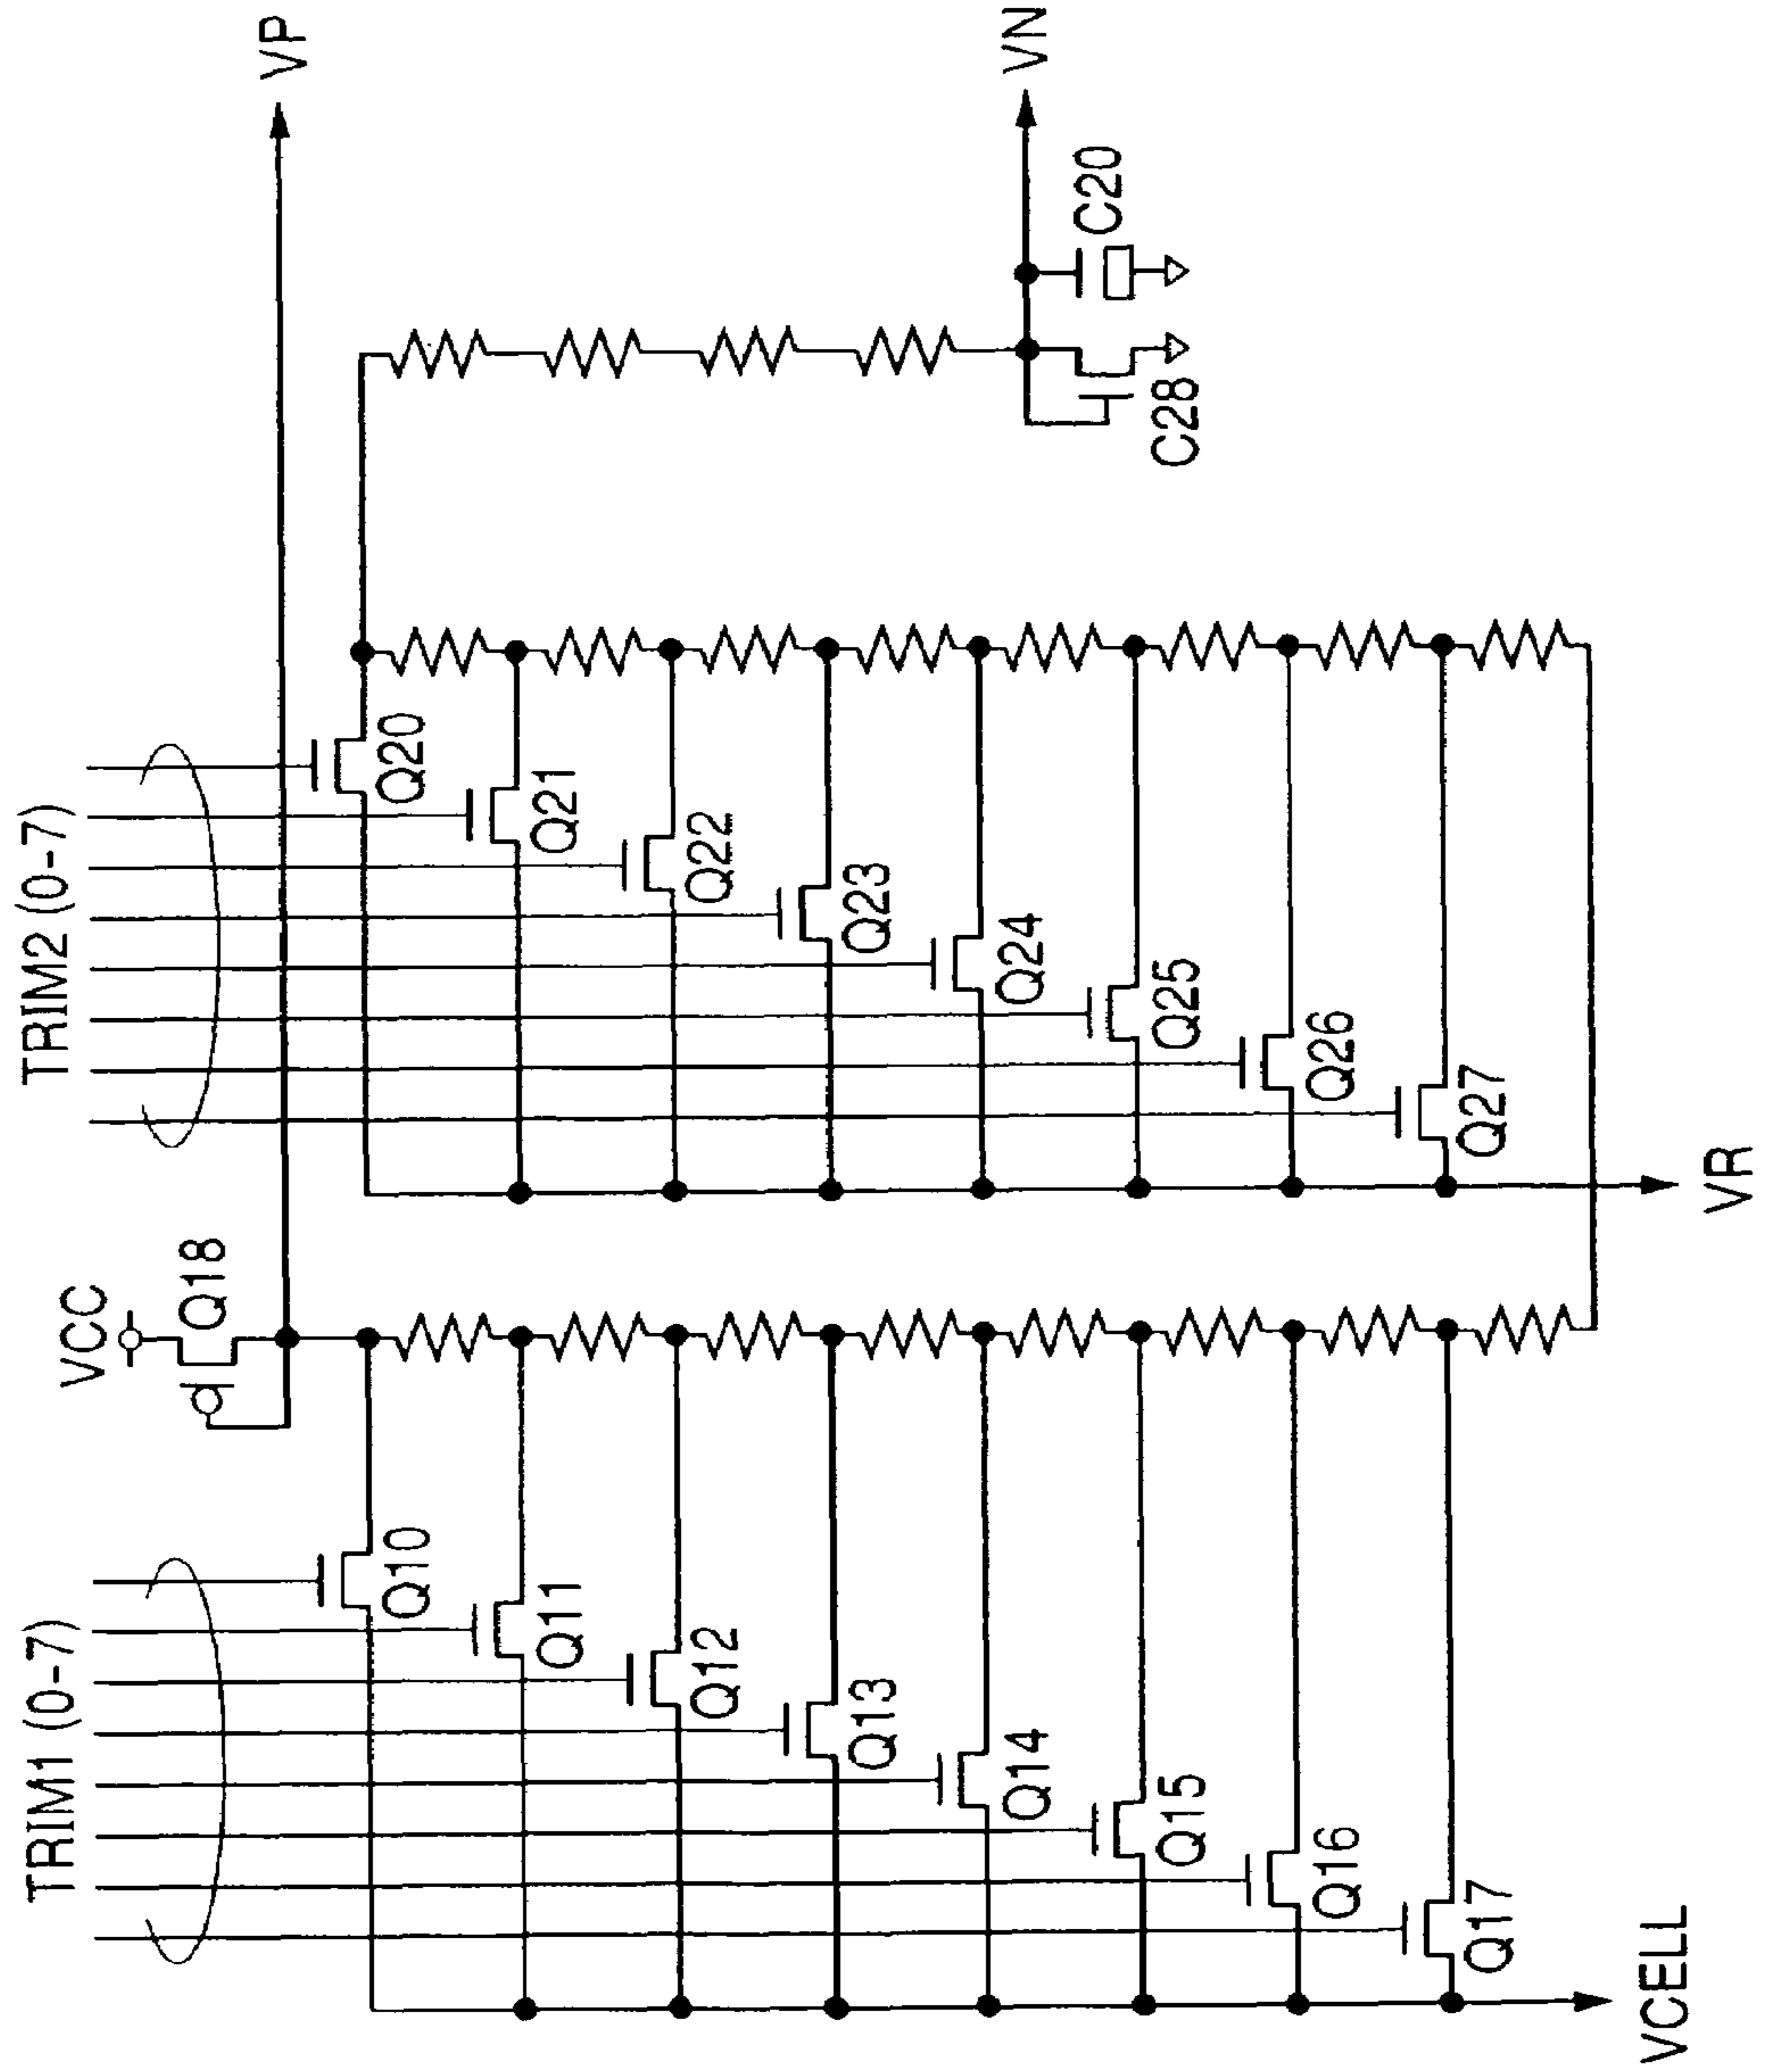 TRIM1 (0-7)
VCC
Q18
TRIM2 (0-7)
VP
Q10
Q11
Q12
Q13
Q14
Q15
Q16
Q17
VCELL
Q20
Q21
Q22
Q23
Q24
Q25
Q26
Q27
VR
C28
C20
VN